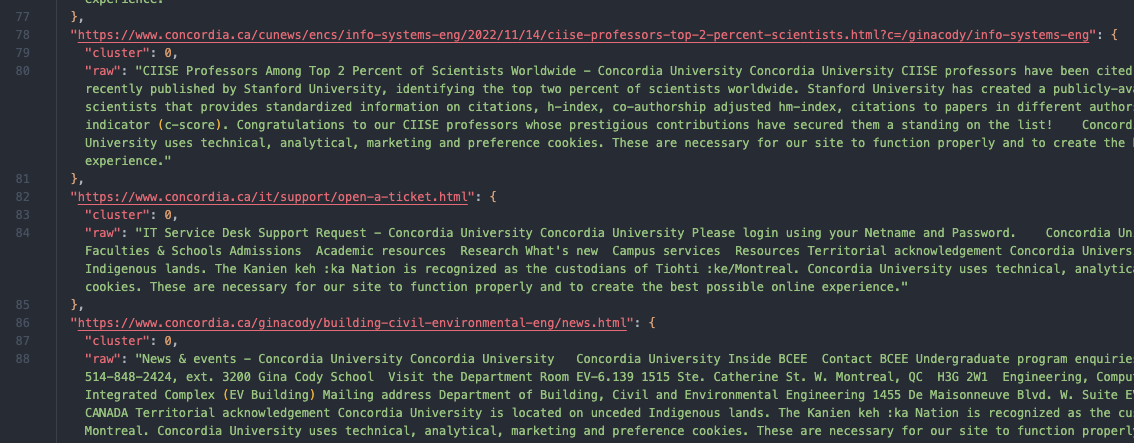 experience."
77 },
78 "https://www.concordia.ca/cunews/encs/info-systems-eng/2022/11/14/ciise-professors-top-2-percent-scientists.html?c=/ginacody/info-systems-eng": {
79 "cluster": 0,
80 "raw": "CIISE Professors Among Top 2 Percent of Scientists Worldwide – Concordia University Concordia University CIISE professors have been cited
recently published by Stanford University, identifying the top two percent of scientists worldwide. Stanford University has created a publicly-ava
scientists that provides standardized information on citations, h-index, co-authorship adjusted hm-index, citations to papers in different author
indicator (c-score). Congratulations to our CIISE professors whose prestigious contributions have secured them a standing on the list!    Concord
University uses technical, analytical, marketing and preference cookies. These are necessary for our site to function properly and to create the
experience."
81 },
82 "https://www.concordia.ca/it/support/open-a-ticket.html": {
83 "cluster": 0,
84 "raw": "IT Service Desk Support Request – Concordia University Concordia University Please login using your Netname and Password.    Concordia Un
Faculties & Schools Admissions  Academic resources  Research What's new  Campus services  Resources Territorial acknowledgement Concordia Univers
Indigenous lands. The Kanien keh :ka Nation is recognized as the custodians of Tiohti :ke/Montreal. Concordia University uses technical, analytica
cookies. These are necessary for our site to function properly and to create the best possible online experience."
85 },
86 "https://www.concordia.ca/ginacody/building-civil-environmental-eng/news.html": {
87 "cluster": 0,
88 "raw": "News & events – Concordia University Concordia University   Concordia University Inside BCEE  Contact BCEE Undergraduate program enquirie
514-848-2424, ext. 3200 Gina Cody School  Visit the Department Room EV-6.139 1515 Ste. Catherine St. W. Montreal, QC  H3G 2W1  Engineering, Compu
Integrated Complex (EV Building) Mailing address Department of Building, Civil and Environmental Engineering 1455 De Maisonneuve Blvd. W. Suite E
CANADA Territorial acknowledgement Concordia University is located on unceded Indigenous lands. The Kanien keh :ka Nation is recognized as the cu
Montreal. Concordia University uses technical, analytical, marketing and preference cookies. These are necessary for our site to function properl